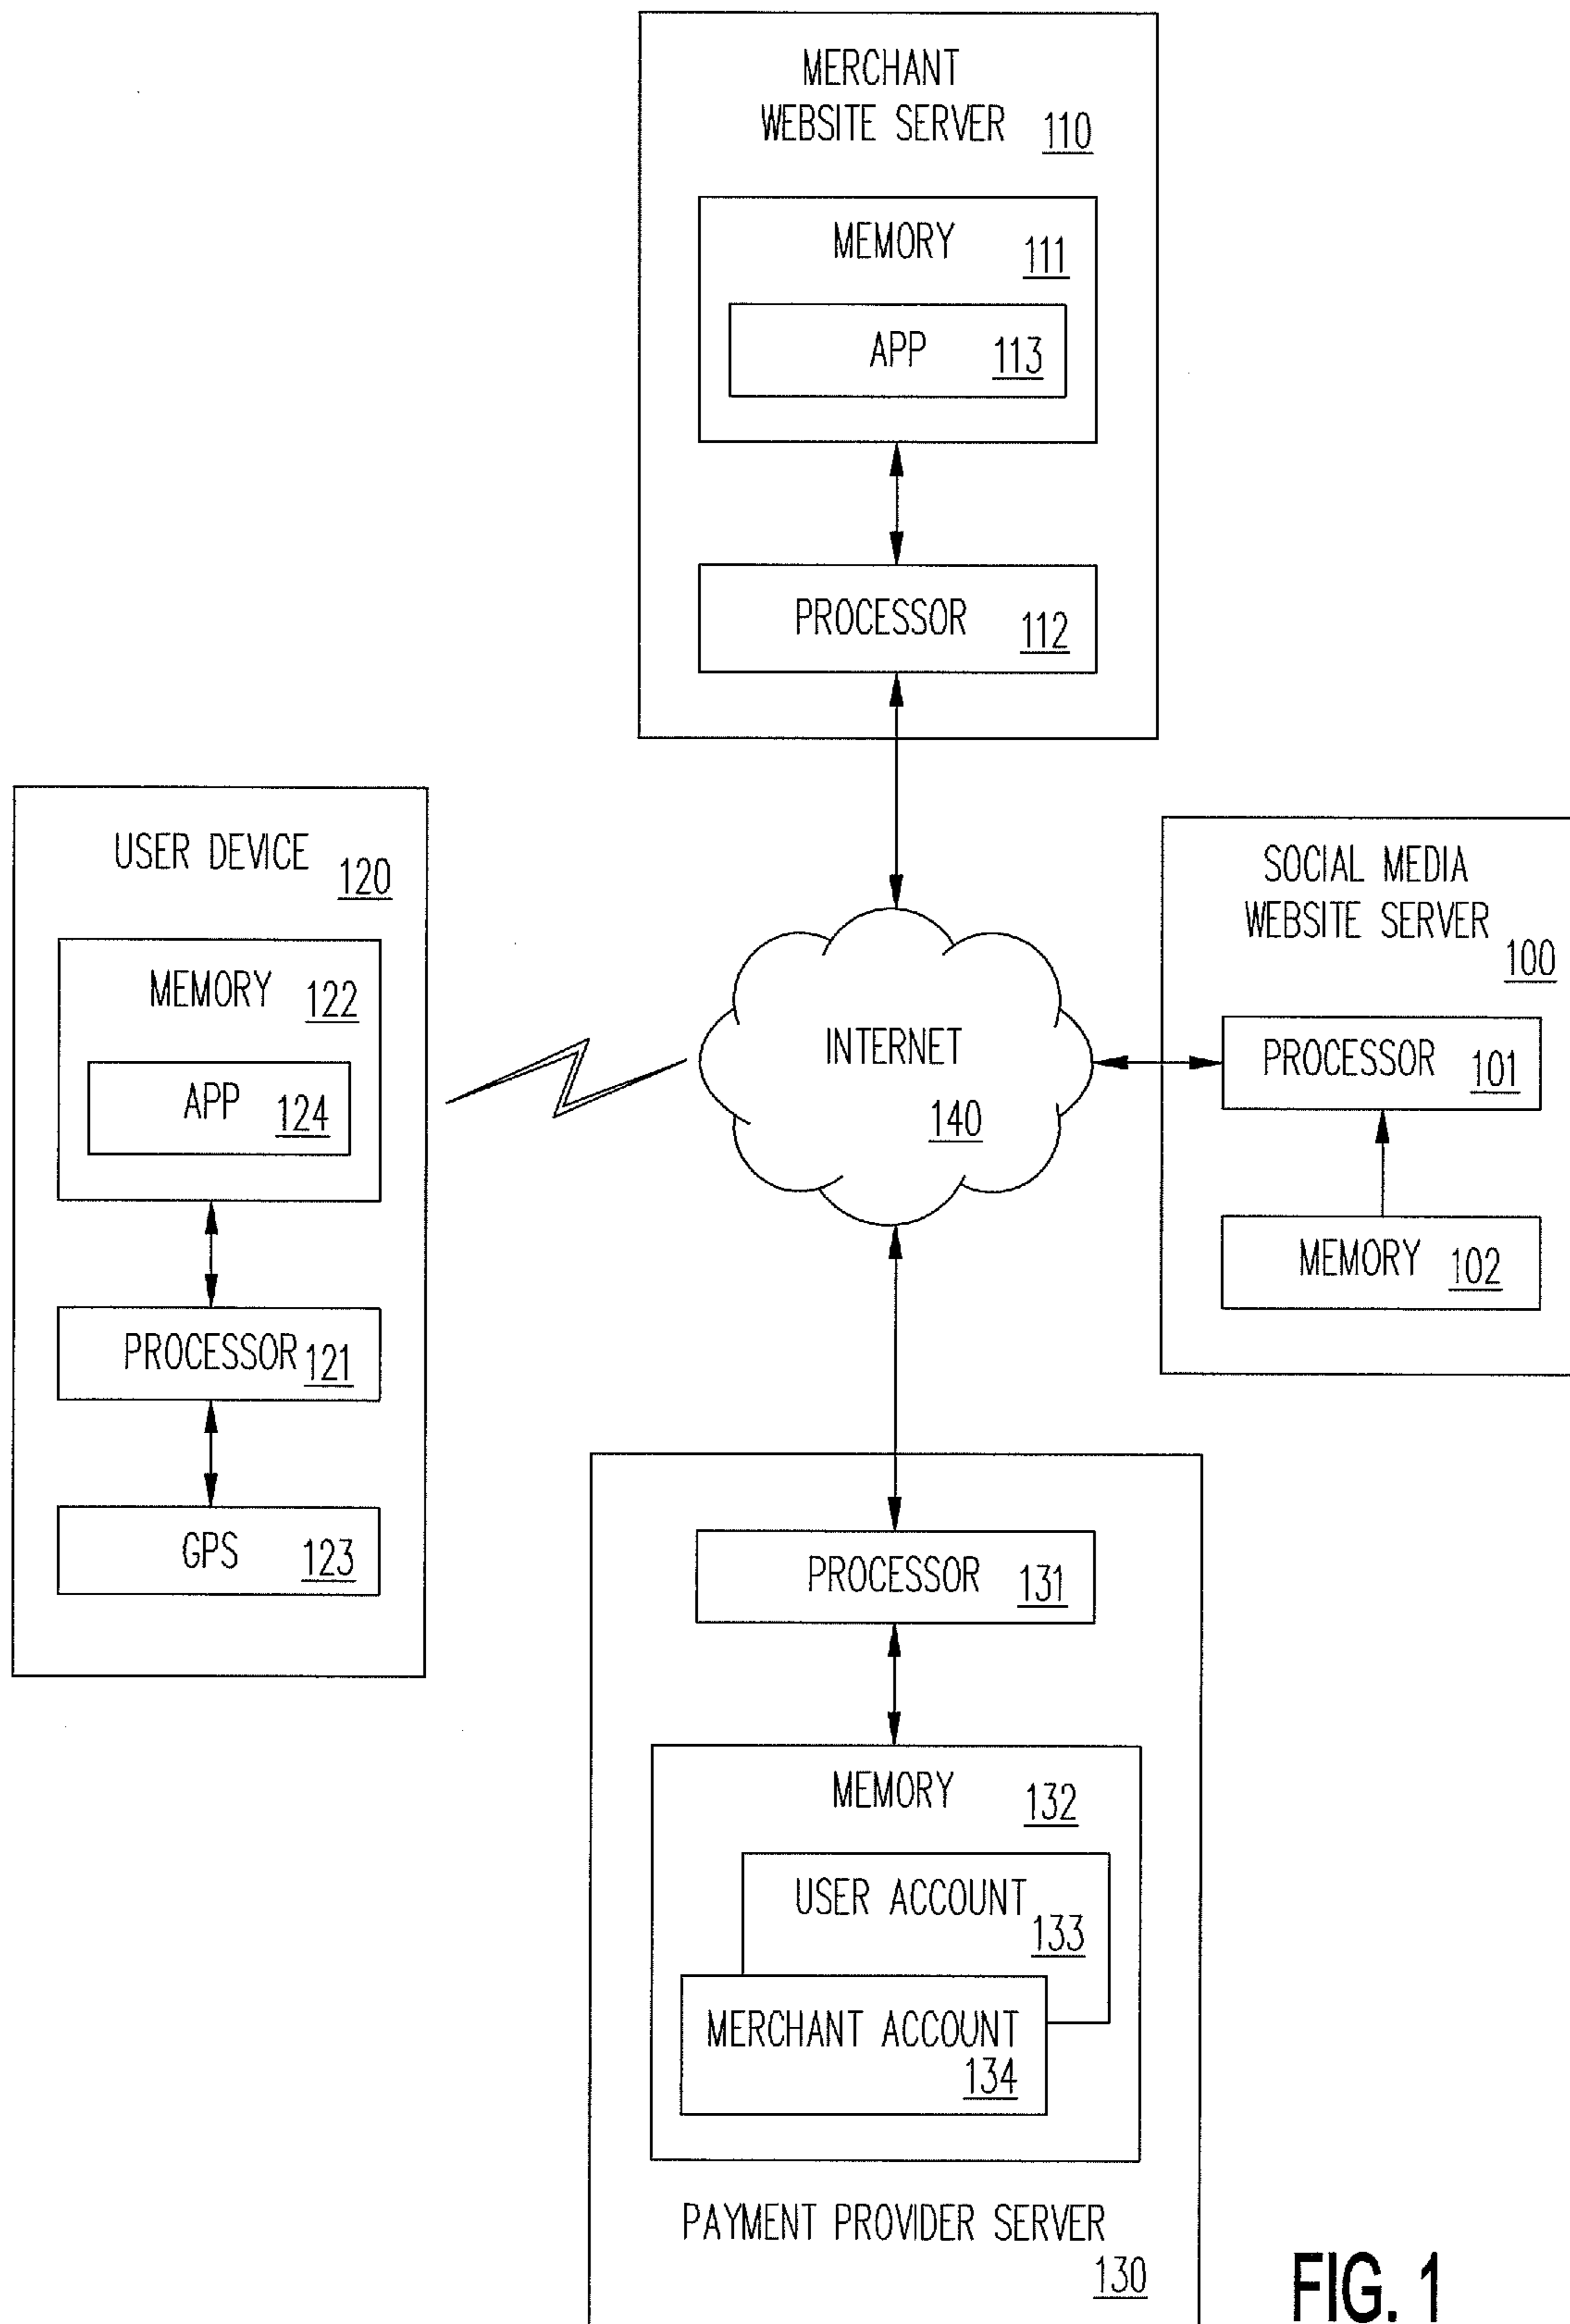 MERCHANT
WEBSITE SERVER 110
MEMORY 111
APP 113
PROCESSOR 112
USER DEVICE 120
MEMORY 122
APP 124
PROCESSOR 121
GPS 123
INTERNET
140
SOCIAL MEDIA
WEBSITE SERVER
100
PROCESSOR 101
MEMORY 102
PROCESSOR 131
MEMORY 132
USER ACCOUNT
133
MERCHANT ACCOUNT
134
PAYMENT PROVIDER SERVER
130
FIG. 1